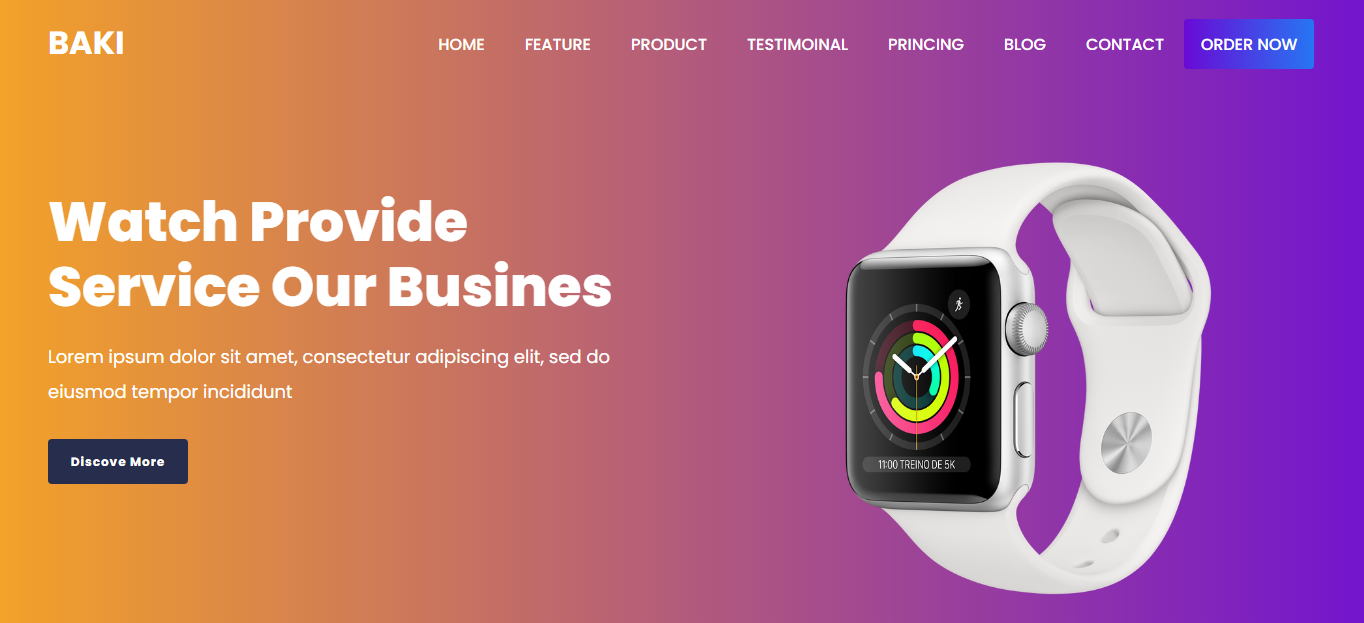 BAKI
HOME FEATURE PRODUCT TESTIMOINAL PRINCING BLOG CONTACT ORDER NOW
Watch Provide
Service Our Busines
Lorem ipsum dolor sit amet, consectetur adipiscing elit, sed do
eiusmod tempor incididunt
Discove More
11:00 TREINO DE 5K